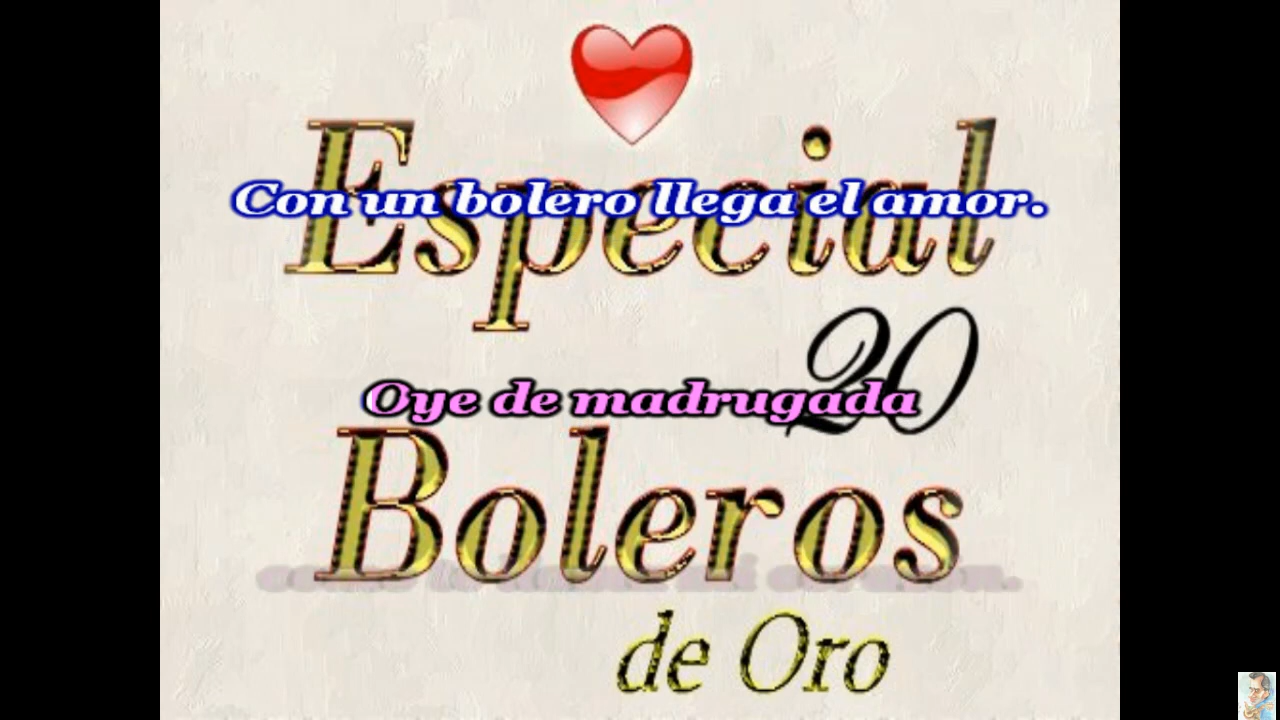 Especial
Con un bolero llega el amor.
20
Oye de madrugada
Boleros
de Oro